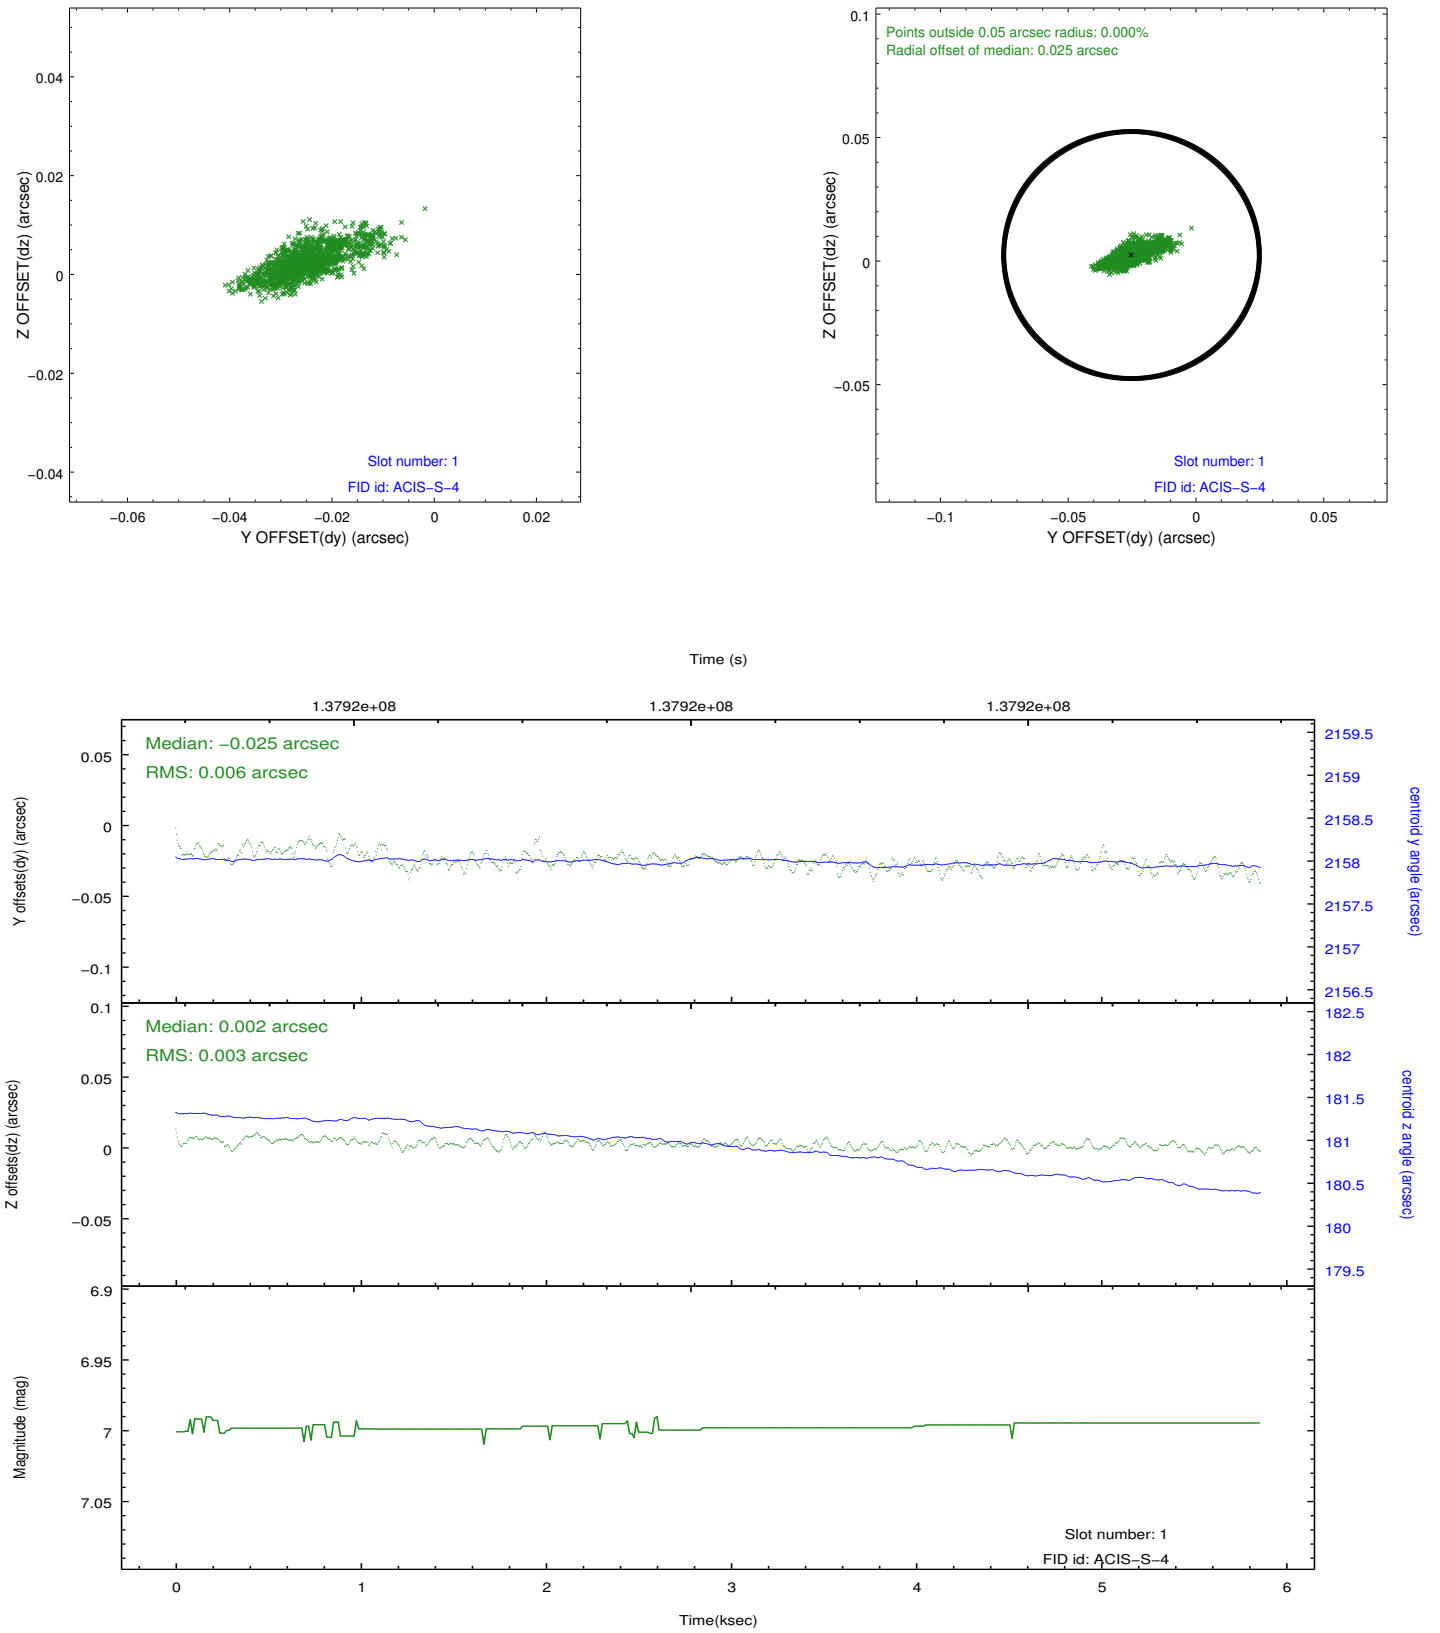 0.04
0.02
0
−0.02
−0.04
Z OFFSET(dz) (arcsec)
Slot number: 1
FID id: ACIS−S−4
−0.06 −0.04 −0.02 0 0.02
Y OFFSET(dy) (arcsec)
0.1
0.05
0
−0.05
Z OFFSET(dz) (arcsec)
Points outside 0.05 arcsec radius: 0.000%
Radial offset of median: 0.025 arcsec
Slot number: 1
FID id: ACIS−S−4
−0.1 −0.05 0 0.05
Y OFFSET(dy) (arcsec)
Time (s)
1.3792e+08 1.3792e+08 1.3792e+08
Median: −0.025 arcsec
RMS: 0.006 arcsec
0.05
0
−0.05
−0.1
Y offsets(dy) (arcsec)
2159.5
2159
2158.5
2158
2157.5
2157
2156.5
centroid y angle (arcsec)
Median: 0.002 arcsec
RMS: 0.003 arcsec
0.1
0.05
0
−0.05
Z offsets(dz) (arcsec)
182.5
182
181.5
181
180.5
180
179.5
centroid z angle (arcsec)
6.9
6.95
7
7.05
Magnitude (mag)
Slot number: 1
FID id: ACIS−S−4
0 1 2 3 4 5 6
Time(ksec)